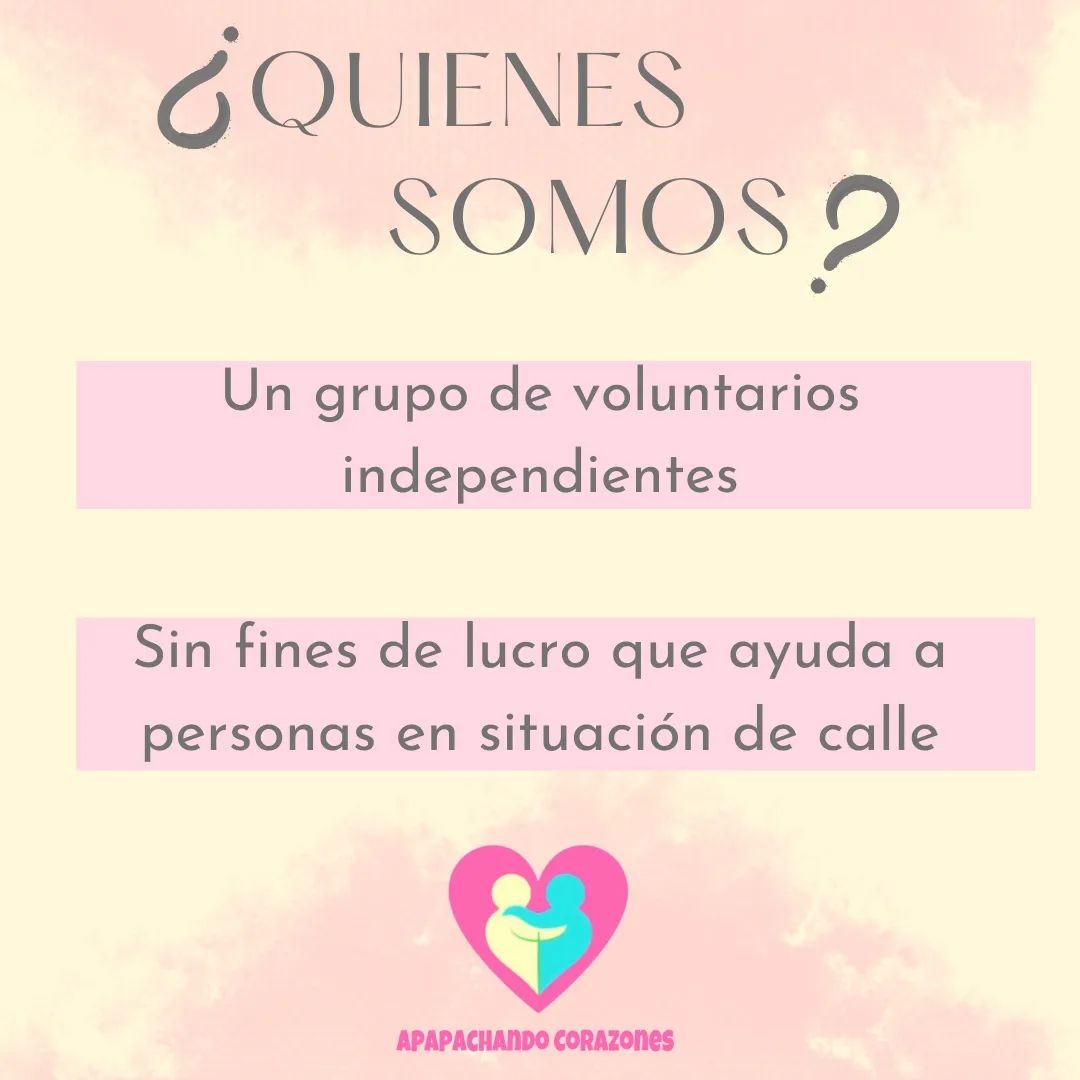 ¿QUIENES
SOMOS?
Un grupo de voluntarios
independientes
Sin fines de lucro que ayuda a
personas en situación de calle
APAPACHANDO CORAZONES